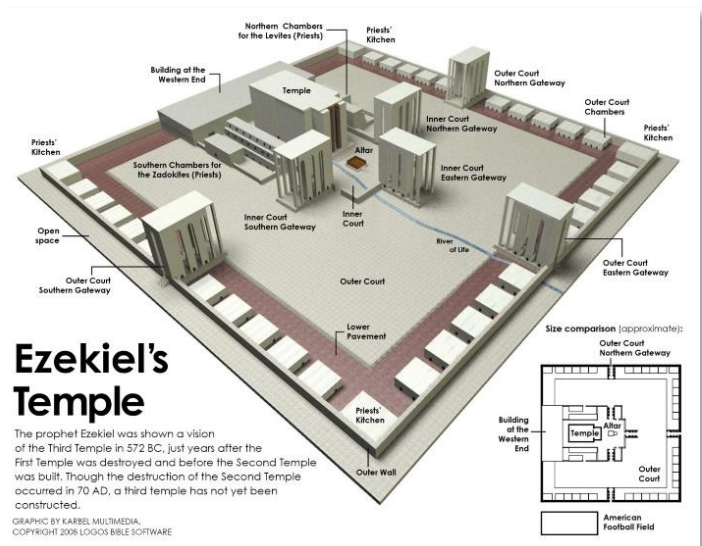 Northern Chambers
for the Levites (Priests)
Priests'
Kitchen
Building at the
Western End
Temple
Outer Court
Northern Gateway
Outer Court
Chambers
Inner Court
Northern Gateway
Priests'
Kitchen
Priests'
Kitchen
Altar
Southern Chambers for
the Zadokites (Priests)
Inner Court
Eastern Gateway
Inner Court
Southern Gateway
Inner
Court
Open
space
River
of Life
Outer Court
Southern Gateway
Outer Court
Eastern Gateway
Outer Court
Lower
Pavement
Priests'
Kitchen
Outer Wall
Ezekiel's
Temple
The prophet Ezekiel was shown a vision
of the Third Temple in 572 BC, just years after the
First Temple was destroyed and before the Second Temple
was built. Though the destruction of the Second Temple
occurred in 70 AD, a third temple has not yet been
constructed.
GRAPHIC BY KARBEL MULTIMEDIA,
COPYRIGHT 2008 LOGOS BIBLE SOFTWARE
Size comparison (approximate):
Outer Court
Northern Gateway
Building
at the
Western
End
Temple
Altar
Outer
Court
American
Football Field